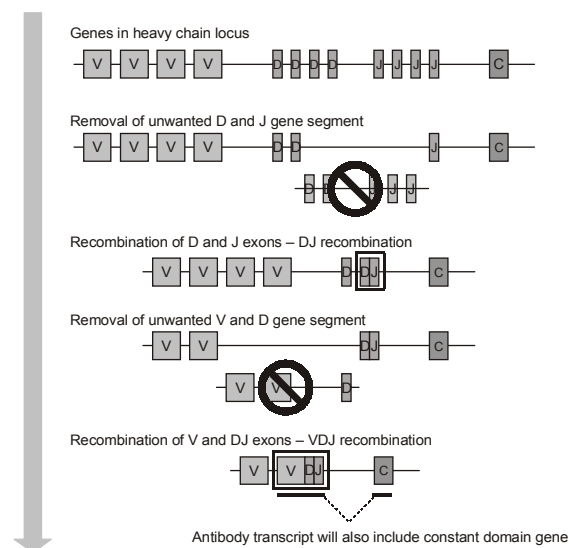 Genes in heavy chain locus
V V V V D D D D J J J J C
Removal of unwanted D and J gene segment
V V V V D D J C
D D J J J
Recombination of D and J exons – DJ recombination
V V V V D DJ C
Removal of unwanted V and D gene segment
V V DJ C
V V D
Recombination of V and DJ exons – VDJ recombination
V V DJ C
Antibody transcript will also include constant domain gene